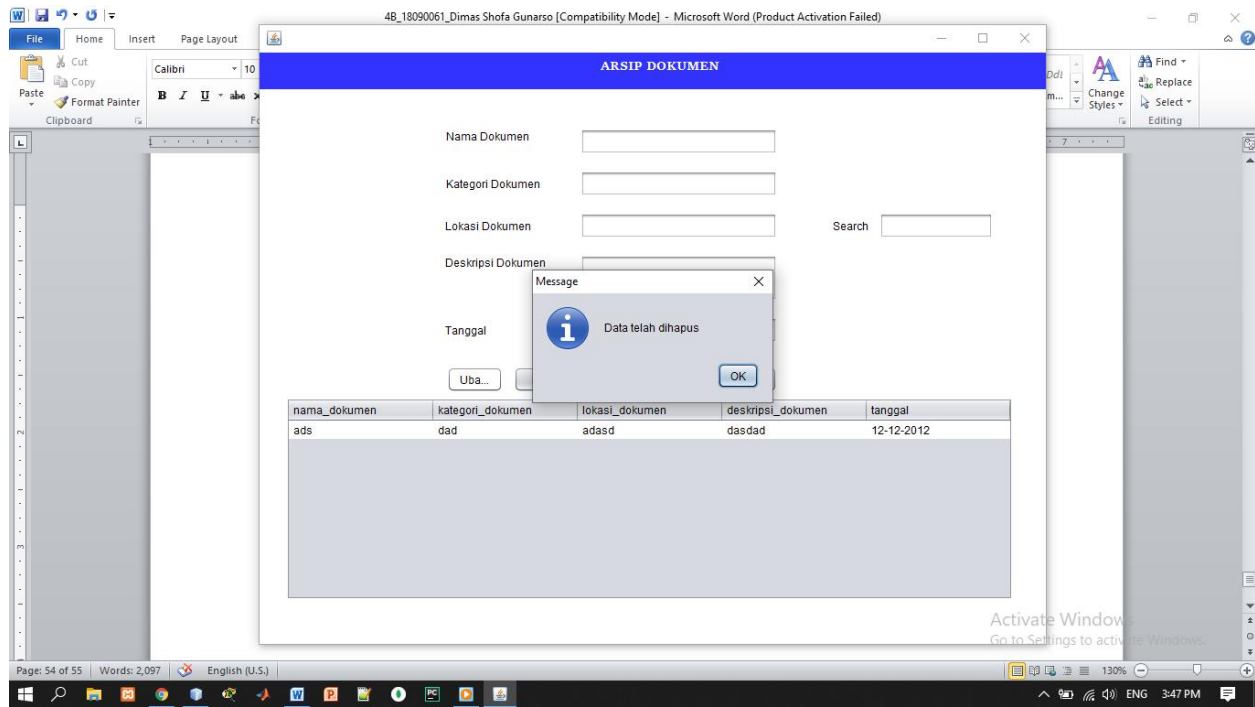 4B_18090061_Dimas Shofa Gunarso [Compatibility Mode] - Microsoft Word (Product Activation Failed)
File Home Insert Page Layout
Cut
Copy
Format Painter
Paste
Clipboard
Calibri 10
B I U abc
ARSIP DOKUMEN
Change Styles
Find
Replace
Select
Editing
7
Nama Dokumen
Kategori Dokumen
Lokasi Dokumen
Search
Deskripsi Dokumen
Message
Data telah dihapus
Tanggal
OK
Uba...
nama_dokumen kategori_dokumen lokasi_dokumen deskripsi_dokumen tanggal
ads dad adasd dasdad 12-12-2012
Activate Windows
Go to Settings to activate Windows.
Page: 54 of 55 Words: 2,097 English (U.S.) 130%
ENG 3:47 PM